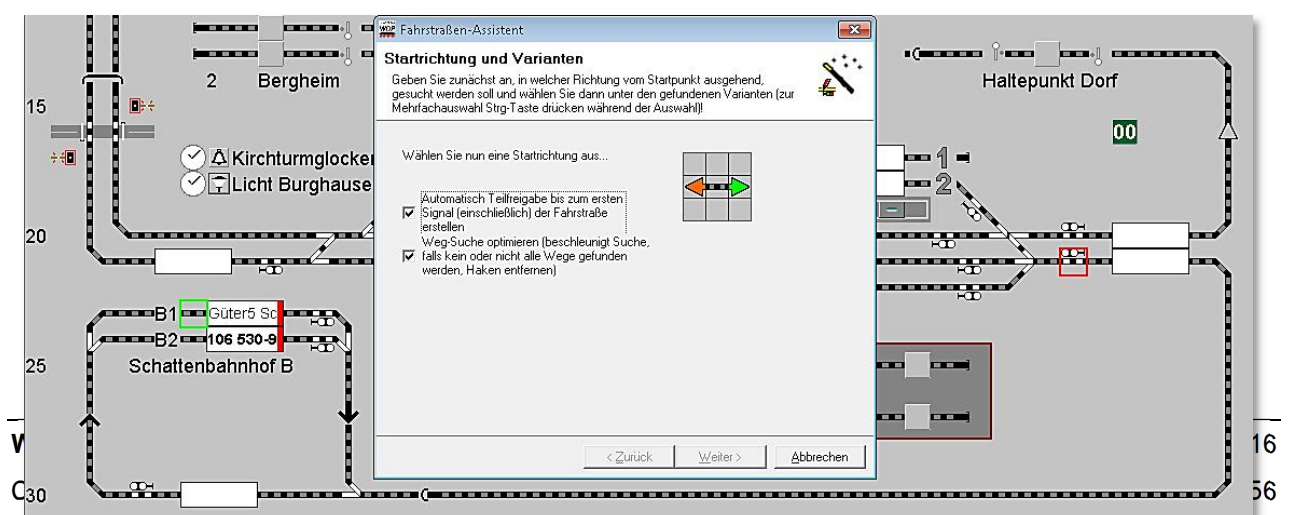 WDP Fahrstraßen-Assistent
Startrichtung und Varianten
Geben Sie zunächst an, in welcher Richtung vom Startpunkt ausgehend,
gesucht werden soll und wählen Sie dann unter den gefundenen Varianten (zur
Mehrfachauswahl Strg-Taste drücken während der Auswahl)!
2 Bergheim
Haltepunkt Dorf
15
00
Kirchturmglocken
Wählen Sie nun eine Startrichtung aus...
1
Licht Burghause
2
Automatisch Teilfreigabe bis zum ersten
Signal (einschließlich) der Fahrstraße
erstellen
Weg-Suche optimieren (beschleunigt Suche,
falls kein oder nicht alle Wege gefunden
werden, Haken entfernen)
20
B1 Güter5 Sc
B2 106 530-9
25
Schattenbahnhof B
< Zurück
Weiter >
Abbrechen
16
30
56